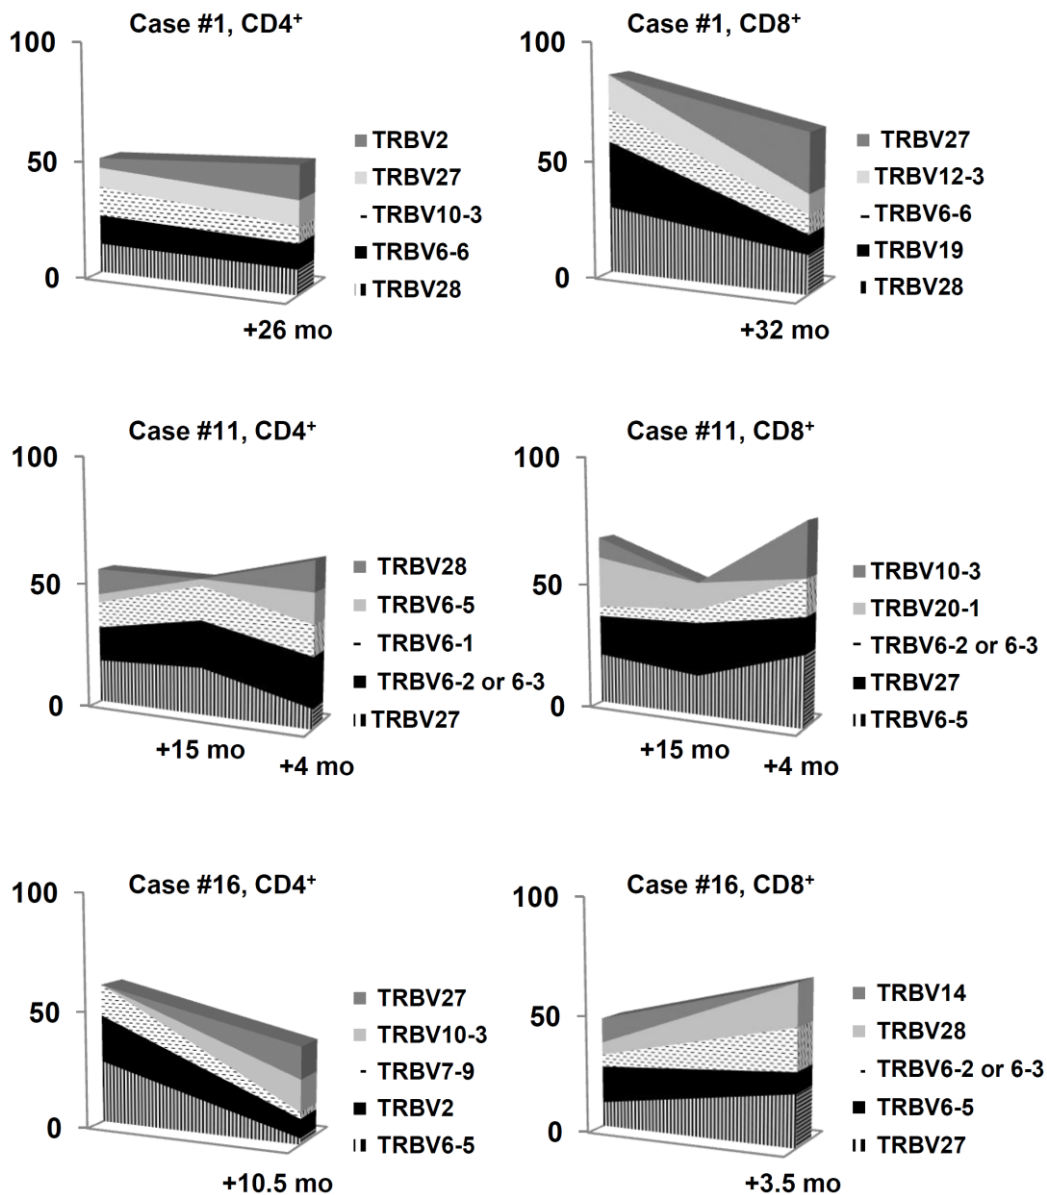 Case #1, CD4⁺
100
50
0
TRBV2
TRBV27
TRBV10-3
TRBV6-6
TRBV28
+26 mo
Case #1, CD8⁺
100
50
0
TRBV27
TRBV12-3
TRBV6-6
TRBV19
TRBV28
+32 mo
Case #11, CD4⁺
100
50
0
TRBV28
TRBV6-5
TRBV6-1
TRBV6-2 or 6-3
TRBV27
+15 mo
+4 mo
Case #11, CD8⁺
100
50
0
TRBV10-3
TRBV20-1
TRBV6-2 or 6-3
TRBV27
TRBV6-5
+15 mo
+4 mo
Case #16, CD4⁺
100
50
0
TRBV27
TRBV10-3
TRBV7-9
TRBV2
TRBV6-5
+10.5 mo
Case #16, CD8⁺
100
50
0
TRBV14
TRBV28
TRBV6-2 or 6-3
TRBV6-5
TRBV27
+3.5 mo